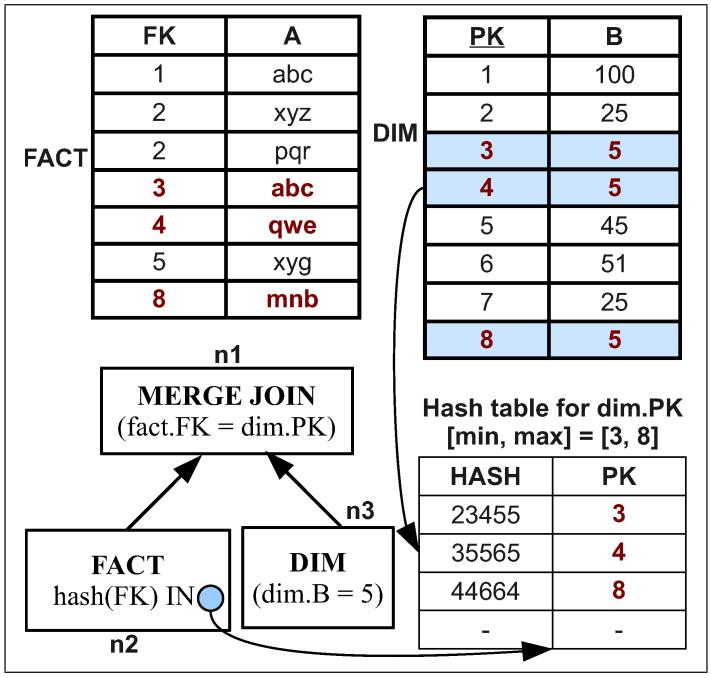 FK A
1 abc
2 xyz
2 pqr
3 abc
4 qwe
5 xyg
8 mnb
FACT
PK B
1 100
2 25
3 5
4 5
5 45
6 51
7 25
8 5
DIM
n1
MERGE JOIN
(fact.FK = dim.PK)
n3
FACT
hash(FK) IN
n2
DIM
(dim.B = 5)
Hash table for dim.PK
[min, max] = [3, 8]
HASH PK
23455 3
35565 4
44664 8
- -